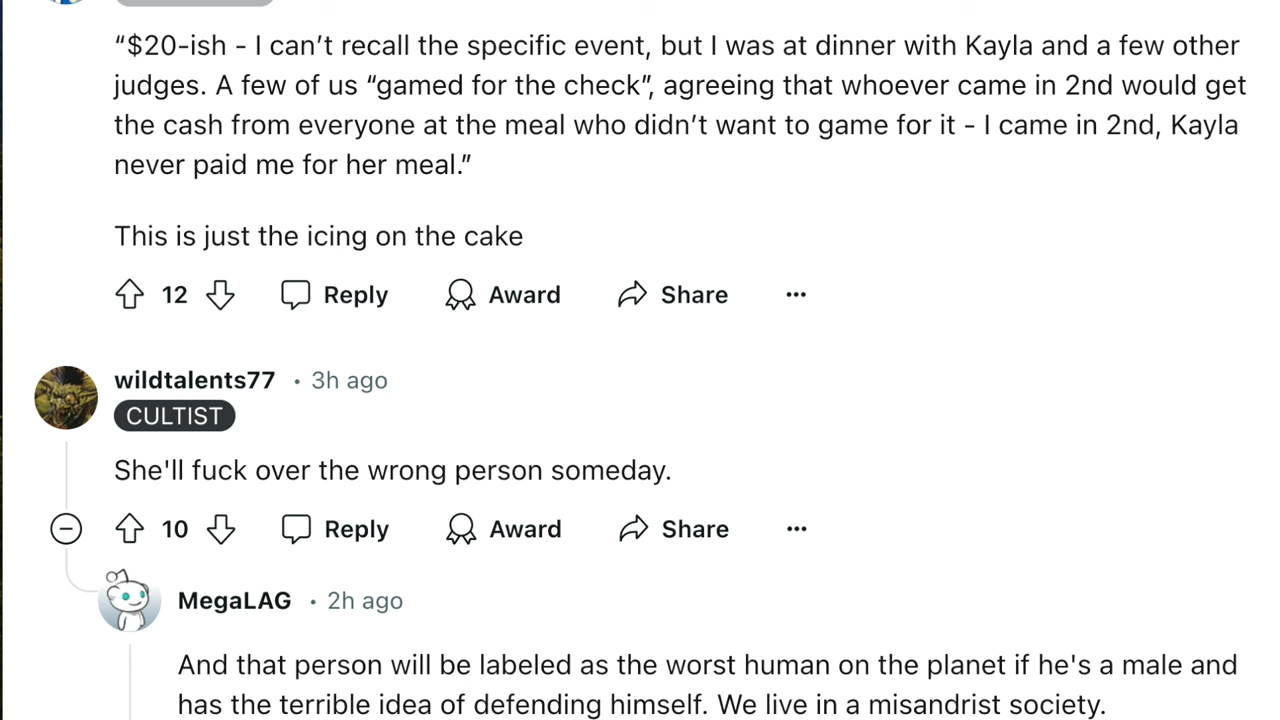 “$20-ish - I can’t recall the specific event, but I was at dinner with Kayla and a few other
judges. A few of us “gamed for the check”, agreeing that whoever came in 2nd would get
the cash from everyone at the meal who didn’t want to game for it - I came in 2nd, Kayla
never paid me for her meal.”
This is just the icing on the cake
12 Reply Award Share
wildtalents77 • 3h ago
CULTIST
She'll fuck over the wrong person someday.
10 Reply Award Share
MegaLAG • 2h ago
And that person will be labeled as the worst human on the planet if he's a male and
has the terrible idea of defending himself. We live in a misandrist society.